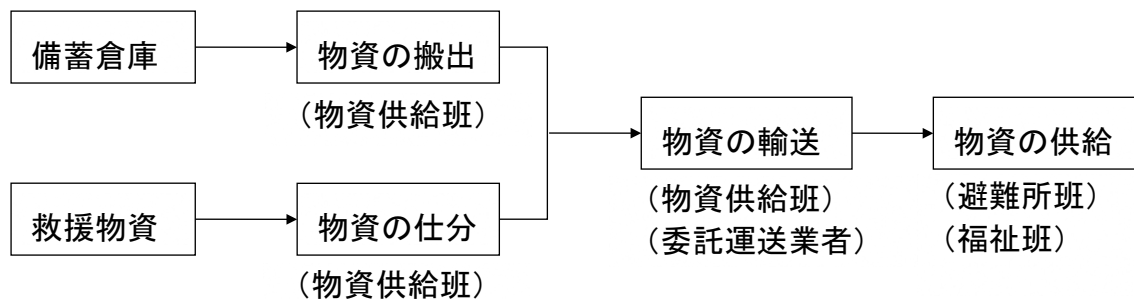 備蓄倉庫
物資の搬出
（物資供給班）
救援物資
物資の仕分
（物資供給班）
物資の輸送
（物資供給班）
（委託運送業者）
物資の供給
（避難所班）
（福祉班）